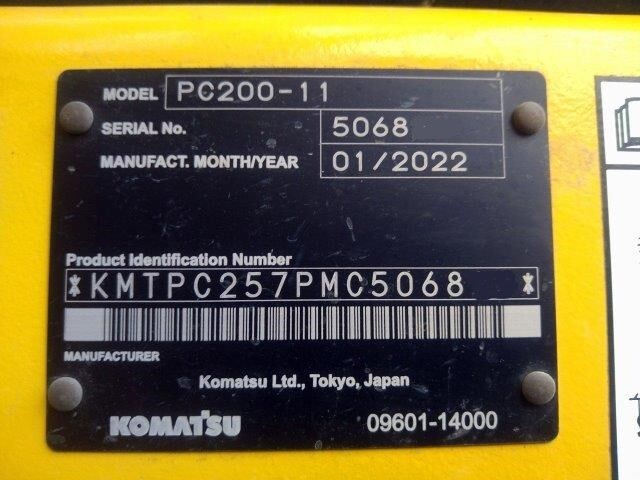 MODEL PC200-11
SERIAL No. 5068
MANUFACT. MONTH/YEAR 01/2022
Product Identification Number
*KMTPC257PMC5068 *
MANUFACTURER
Komatsu Ltd., Tokyo, Japan
KOMATSU 09601-14000